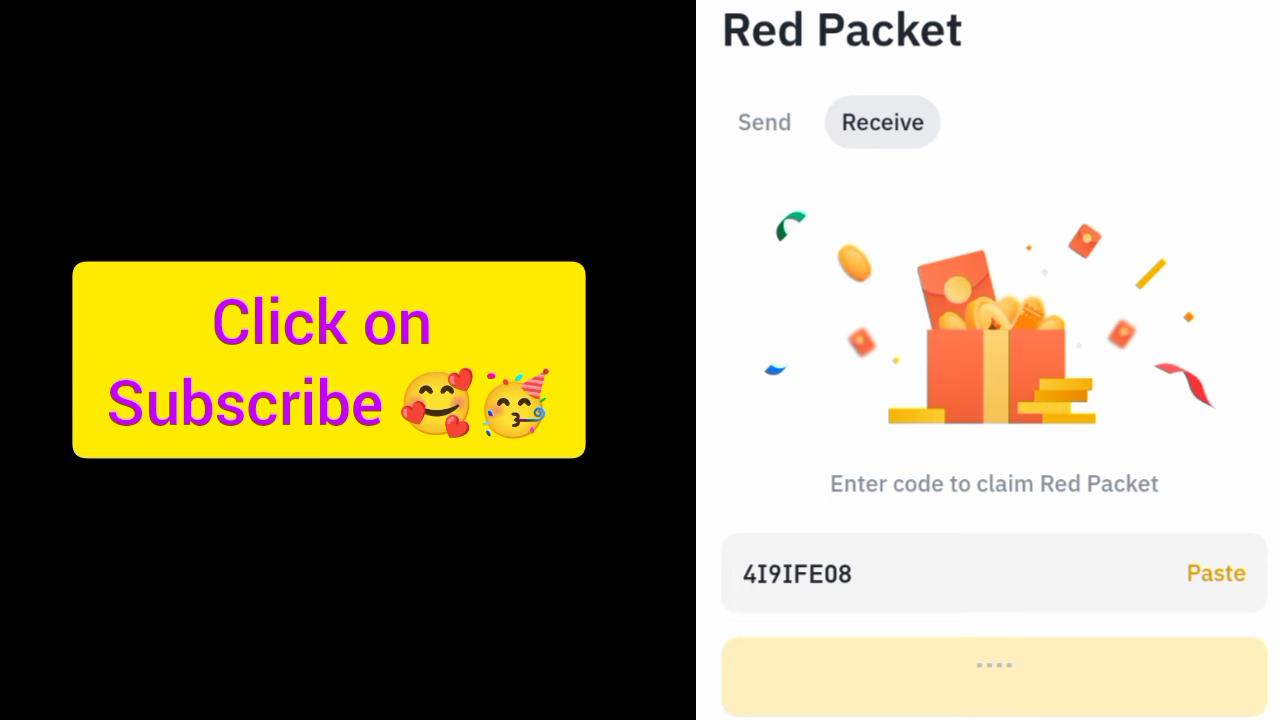 Click on
Subscribe 🥰🥳
Red Packet
Send
Receive
Enter code to claim Red Packet
4I9IFE08
Paste